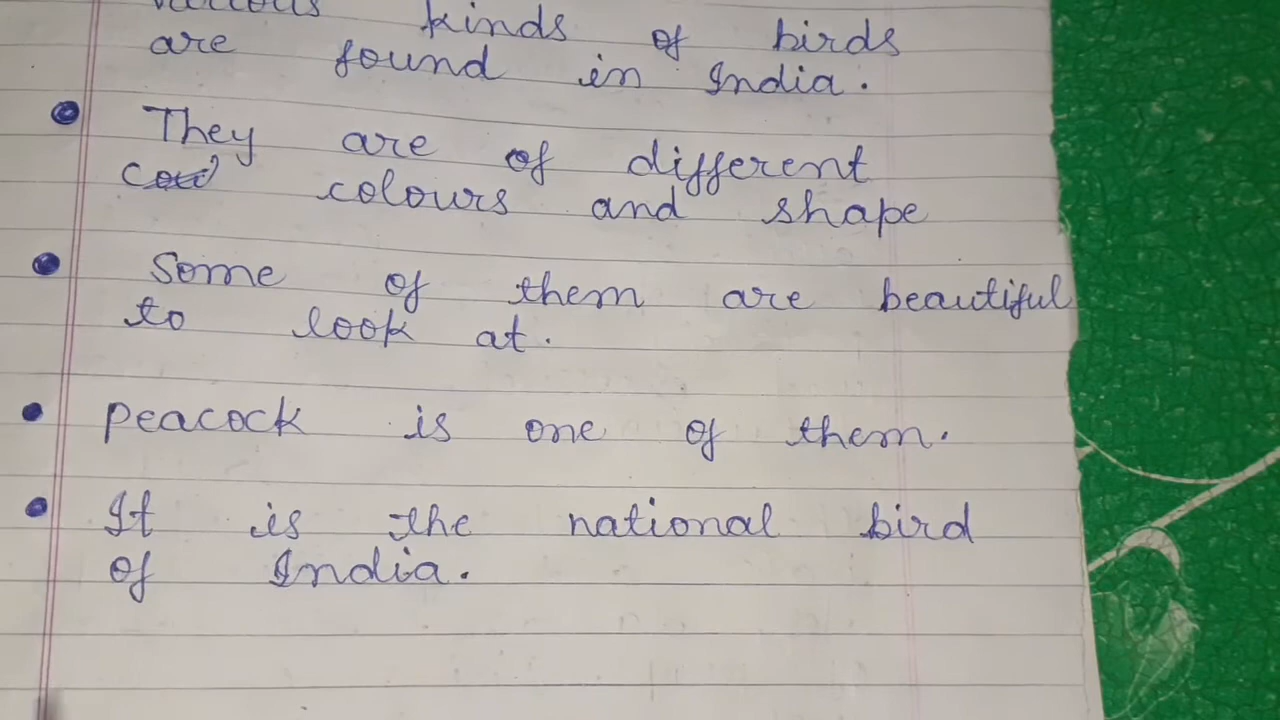 various kinds of birds
are found in India.
They are of different
colours and shape
Some of them are beautiful
to look at.
Peacock is one of them.
It is the national bird
of India.